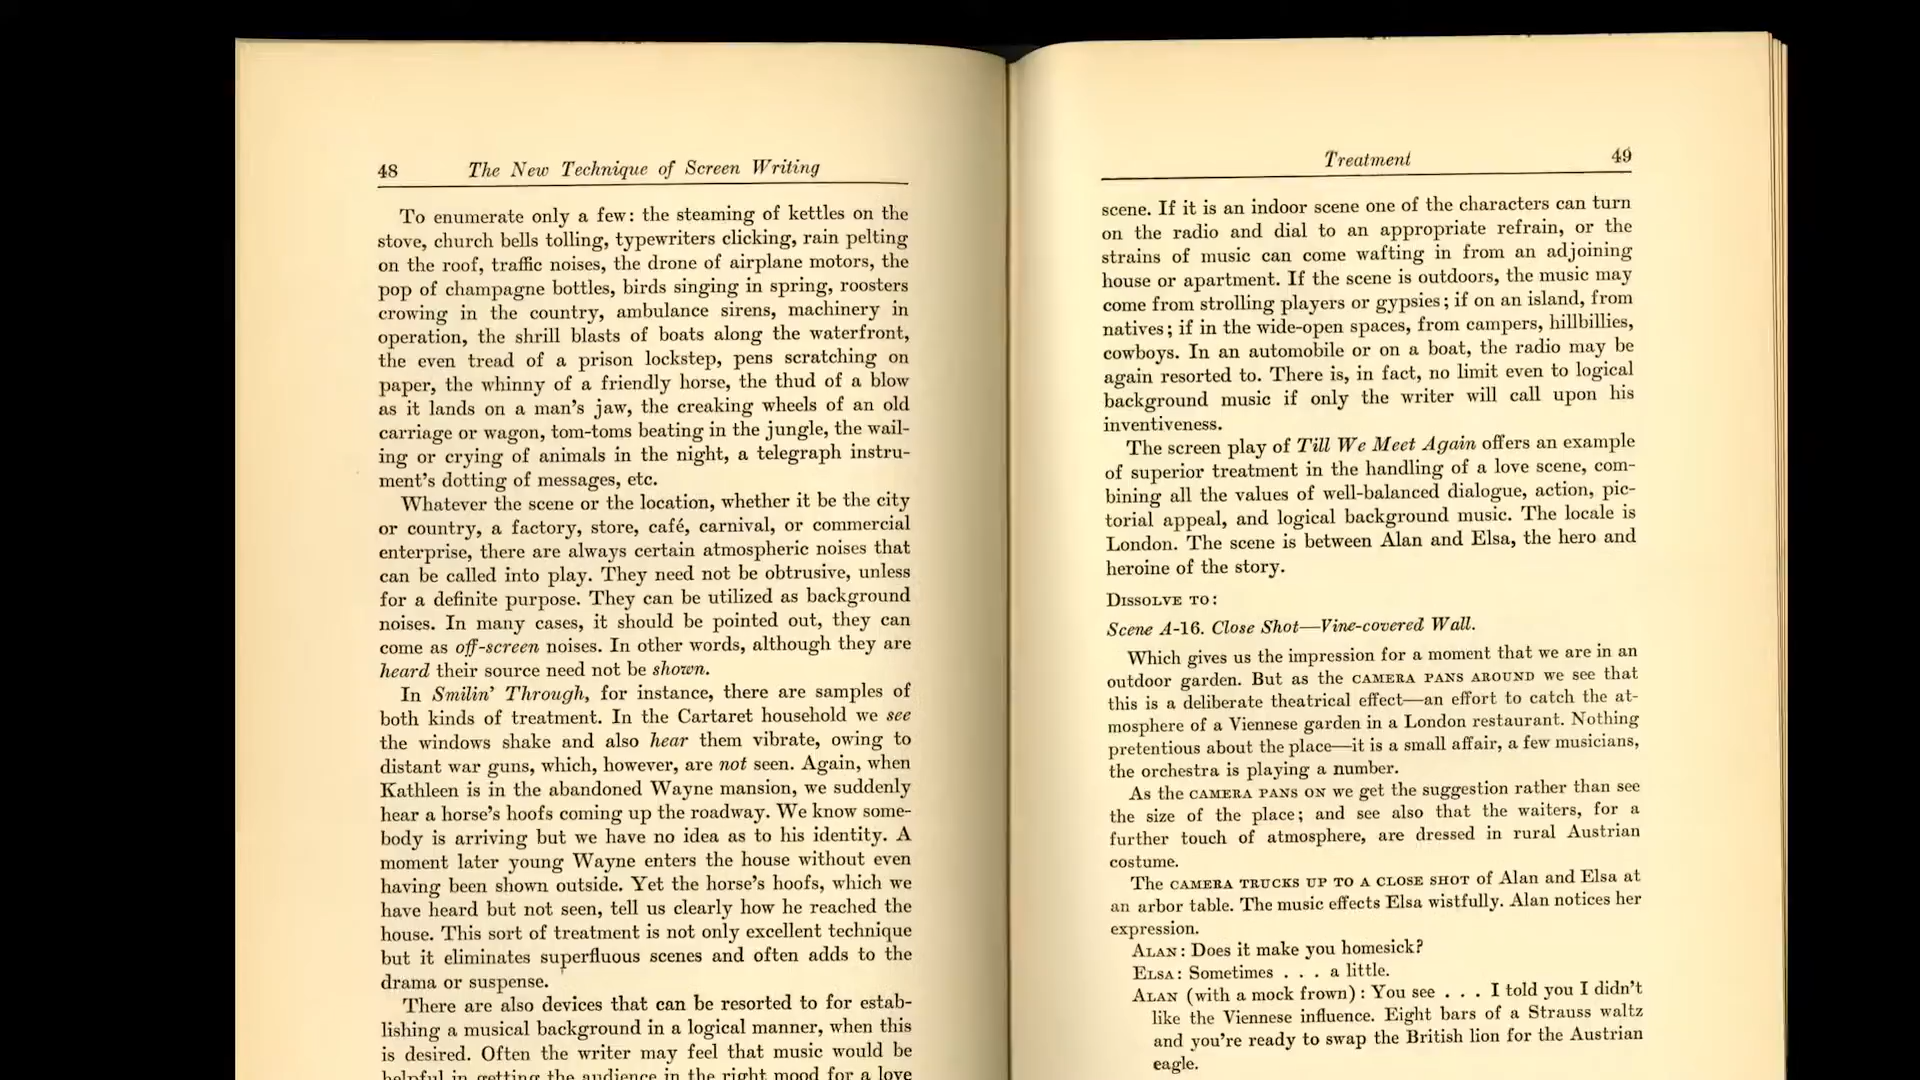 48 The New Technique of Screen Writing
To enumerate only a few: the steaming of kettles on the
stove, church bells tolling, typewriters clicking, rain pelting
on the roof, traffic noises, the drone of airplane motors, the
pop of champagne bottles, birds singing in spring, roosters
crowing in the country, ambulance sirens, machinery in
operation, the shrill blasts of boats along the waterfront,
the even tread of a prison lockstep, pens scratching on
paper, the whinny of a friendly horse, the thud of a blow
as it lands on a man's jaw, the creaking wheels of an old
carriage or wagon, tom-toms beating in the jungle, the wail-
ing or crying of animals in the night, a telegraph instru-
ment's dotting of messages, etc.
Whatever the scene or the location, whether it be the city
or country, a factory, store, café, carnival, or commercial
enterprise, there are always certain atmospheric noises that
can be called into play. They need not be obtrusive, unless
for a definite purpose. They can be utilized as background
noises. In many cases, it should be pointed out, they can
come as off-screen noises. In other words, although they are
heard their source need not be shown.
In Smilin' Through, for instance, there are samples of
both kinds of treatment. In the Cartaret household we see
the windows shake and also hear them vibrate, owing to
distant war guns, which, however, are not seen. Again, when
Kathleen is in the abandoned Wayne mansion, we suddenly
hear a horse's hoofs coming up the roadway. We know some-
body is arriving but we have no idea as to his identity. A
moment later young Wayne enters the house without even
having been shown outside. Yet the horse's hoofs, which we
have heard but not seen, tell us clearly how he reached the
house. This sort of treatment is not only excellent technique
but it eliminates superfluous scenes and often adds to the
drama or suspense.
There are also devices that can be resorted to for estab-
lishing a musical background in a logical manner, when this
is desired. Often the writer may feel that music would be
helpful in getting the audience in the right mood for a love
Treatment 49
scene. If it is an indoor scene one of the characters can turn
on the radio and dial to an appropriate refrain, or the
strains of music can come wafting in from an adjoining
house or apartment. If the scene is outdoors, the music may
come from strolling players or gypsies; if on an island, from
natives; if in the wide-open spaces, from campers, hillbillies,
cowboys. In an automobile or on a boat, the radio may be
again resorted to. There is, in fact, no limit even to logical
background music if only the writer will call upon his
inventiveness.
The screen play of Till We Meet Again offers an example
of superior treatment in the handling of a love scene, com-
bining all the values of well-balanced dialogue, action, pic-
torial appeal, and logical background music. The locale is
London. The scene is between Alan and Elsa, the hero and
heroine of the story.
DISSOLVE TO:
Scene A-16. Close Shot—Vine-covered Wall.
Which gives us the impression for a moment that we are in an
outdoor garden. But as the CAMERA PANS AROUND we see that
this is a deliberate theatrical effect—an effort to catch the at-
mosphere of a Viennese garden in a London restaurant. Nothing
pretentious about the place—it is a small affair, a few musicians,
the orchestra is playing a number.
As the CAMERA PANS ON we get the suggestion rather than see
the size of the place; and see also that the waiters, for a
further touch of atmosphere, are dressed in rural Austrian
costume.
The CAMERA TRUCKS UP TO A CLOSE SHOT of Alan and Elsa at
an arbor table. The music effects Elsa wistfully. Alan notices her
expression.
ALAN: Does it make you homesick?
ELSA: Sometimes . . . a little.
ALAN (with a mock frown): You see . . . I told you I didn't
like the Viennese influence. Eight bars of a Strauss waltz
and you're ready to swap the British lion for the Austrian
eagle.